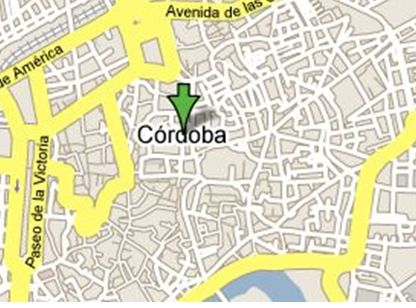 Avenida de las
de América
Córdoba
Paseo de la Victoria